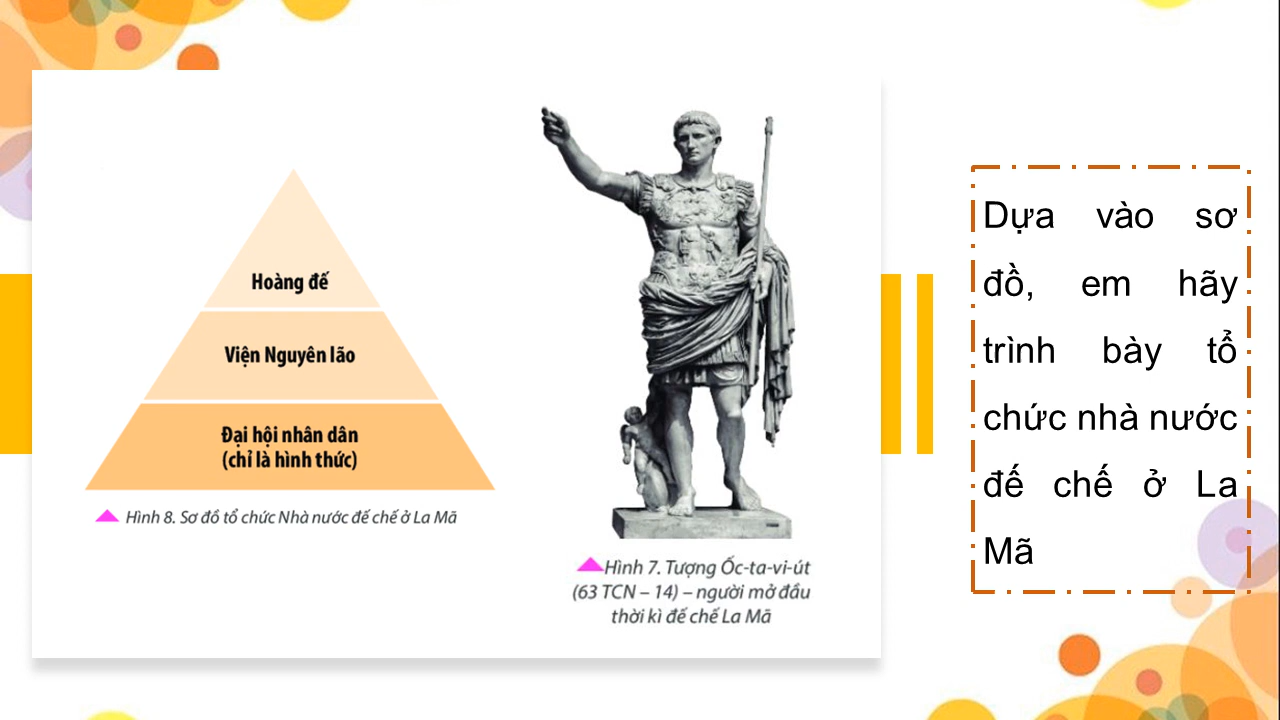 Hoàng đế
Viện Nguyên lão
Đại hội nhân dân
(chỉ là hình thức)
Hình 8. Sơ đồ tổ chức Nhà nước đế chế ở La Mã
Hình 7. Tượng Ốc-ta-vi-út
(63 TCN – 14) – người mở đầu
thời kì đế chế La Mã
Dựa vào sơ
đồ, em hãy
trình bày tổ
chức nhà nước
đế chế ở La
Mã